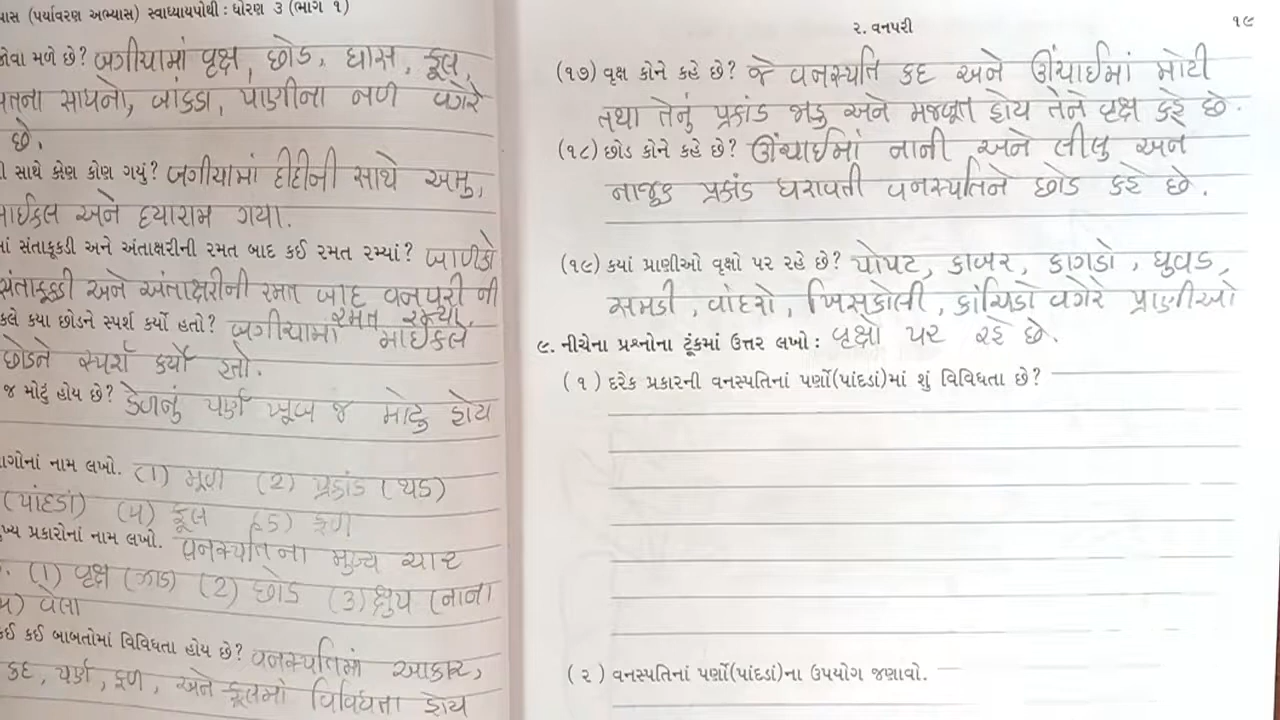 યાસ (પર્યાવરણ અભ્યાસ) સ્વાધ્યાયપોથી : ધોરણ ૩ (ભાગ ૧)
જોવા મળે છે? બગીચામાં વૃક્ષ, છોડ, ઘાસ, ફૂલ,
સાધનો, બાંકડા, પાણીના નળ વગેરે
છે.
સાથે કોણ કોણ ગયું? બગીચામાં દીદીની સાથે અમુ,
માઈકલ અને દયારામ ગયા.
માં સંતાકૂકડી અને અંતાક્ષરીની રમત બાદ કઈ રમત રમ્યાં? બાળકો
સંતાકૂકડી અને અંતાક્ષરીની રમત બાદ વનપરી ની
રમત રમ્યા.
કલે કયા છોડને સ્પર્શ કર્યો હતો? બગીચામાં માઈકલે
છોડને સ્પર્શ કર્યો હતો.
જ મોટું હોય છે? કેળનું પર્ણ ખૂબ જ મોટુ હોય
ભાગોનાં નામ લખો. (1) મૂળ (2) પ્રકાંડ (થડ)
(પાંદડાં) (૫) ફૂલ (૬) ફળ
મુખ્ય પ્રકારોનાં નામ લખો. વનસ્પતિના મુખ્ય ચાર
(1) વૃક્ષ (ઝાડ) (2) છોડ (૩) ક્ષુપ (નાના
૪) વેલા
કઈ કઈ બાબતોમાં વિવિધતા હોય છે? વનસ્પતિમાં આકાર,
કદ, પર્ણ, ફળ, અને ફૂલમાં વિવિધતા હોય
૨. વનપરી
૧૯
(૧૭) વૃક્ષ કોને કહે છે? જે વનસ્પતિ કદ અને ઊંચાઈમાં મોટી
તથા તેનું પ્રકાંડ જાડુ અને મજબૂત હોય તેને વૃક્ષ કહે છે.
(૧૮) છોડ કોને કહે છે? ઊંચાઈમાં નાની અને લીલુ અને
નાજુક પ્રકાંડ ધરાવતી વનસ્પતિને છોડ કહે છે.
(૧૯) કયાં પ્રાણીઓ વૃક્ષો પર રહે છે? પોપટ, કાબર, કાગડો, ઘુવડ,
સમડી, વાંદરો, ખિસકોલી, કાંચિડો વગેરે પ્રાણીઓ
વૃક્ષો પર રહે છે.
૯. નીચેના પ્રશ્નોના ટૂંકમાં ઉત્તર લખો :
(૧) દરેક પ્રકારની વનસ્પતિનાં પર્ણો(પાંદડાં)માં શું વિવિધતા છે?
(૨) વનસ્પતિનાં પર્ણો(પાંદડાં)ના ઉપયોગ જણાવો.